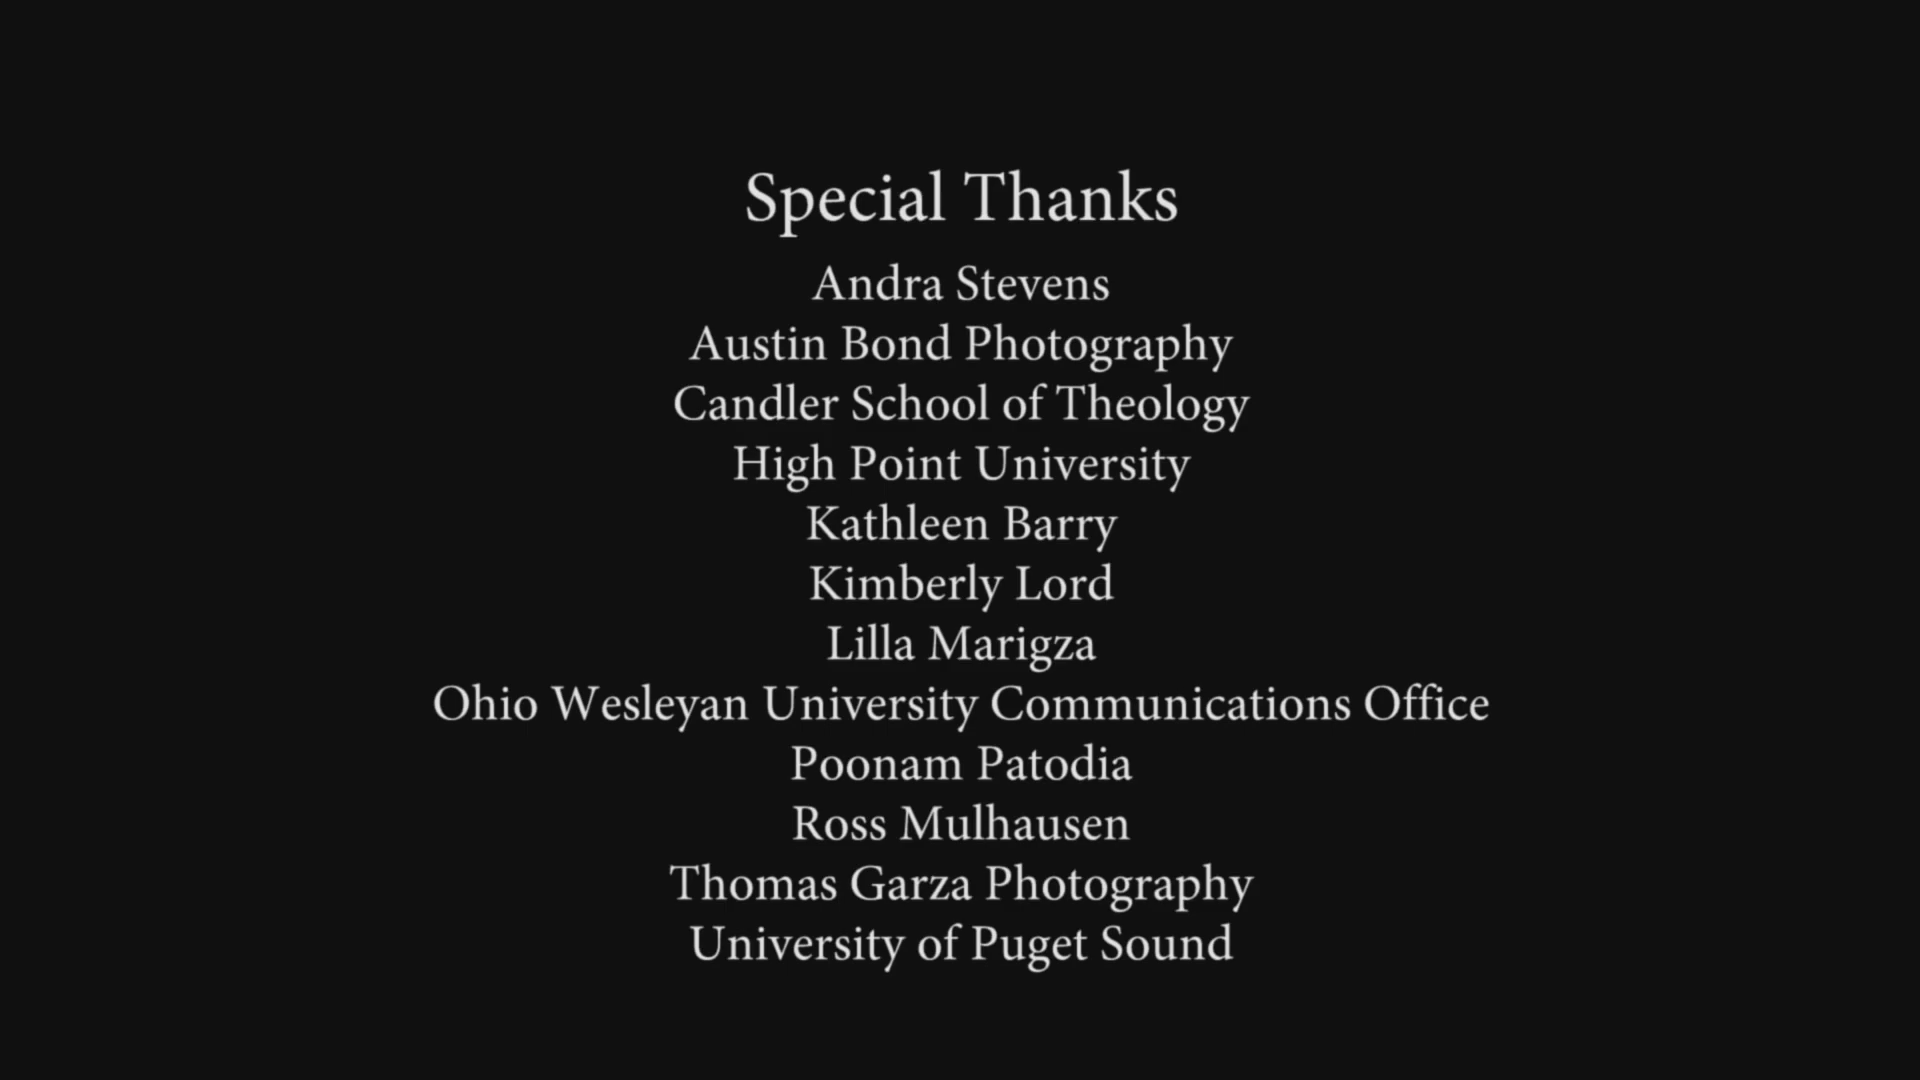 Special Thanks
Andra Stevens
Austin Bond Photography
Candler School of Theology
High Point University
Kathleen Barry
Kimberly Lord
Lilla Marigza
Ohio Wesleyan University Communications Office
Poonam Patodia
Ross Mulhausen
Thomas Garza Photography
University of Puget Sound